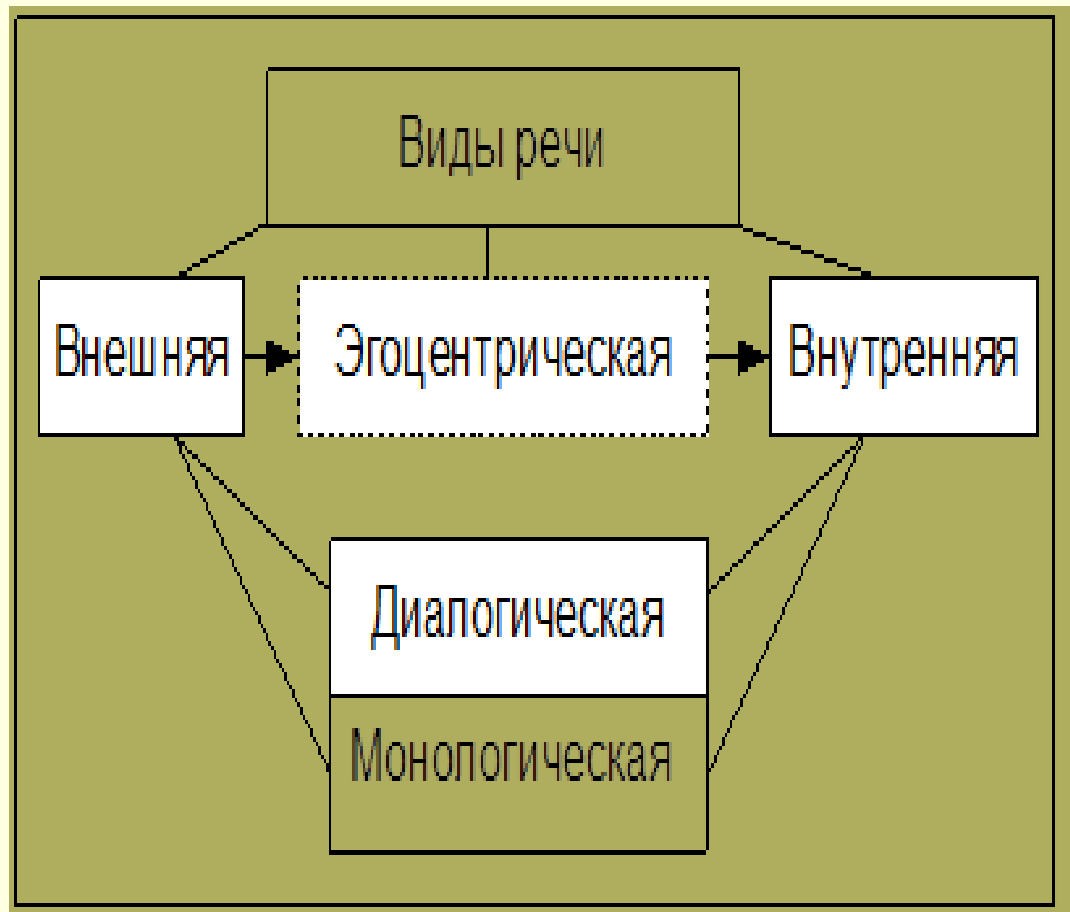 Виды речи
Внешняя
Эгоцентрическая
Внутренняя
Диалогическая
Монологическая